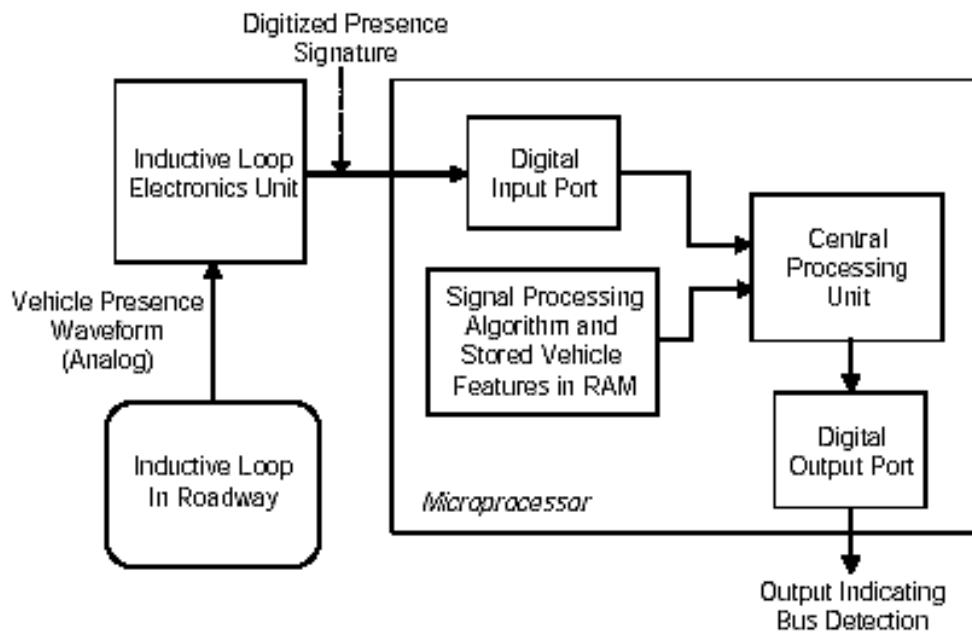 Digitized Presence
Signature
Inductive Loop
Electronics Unit
Digital
Input Port
Central
Processing
Unit
Vehicle Presence
Waveform
(Analog)
Signal Processing
Algorithm and
Stored Vehicle
Features in RAM
Inductive Loop
In Roadway
Digital
Output Port
Microprocessor
Output Indicating
Bus Detection